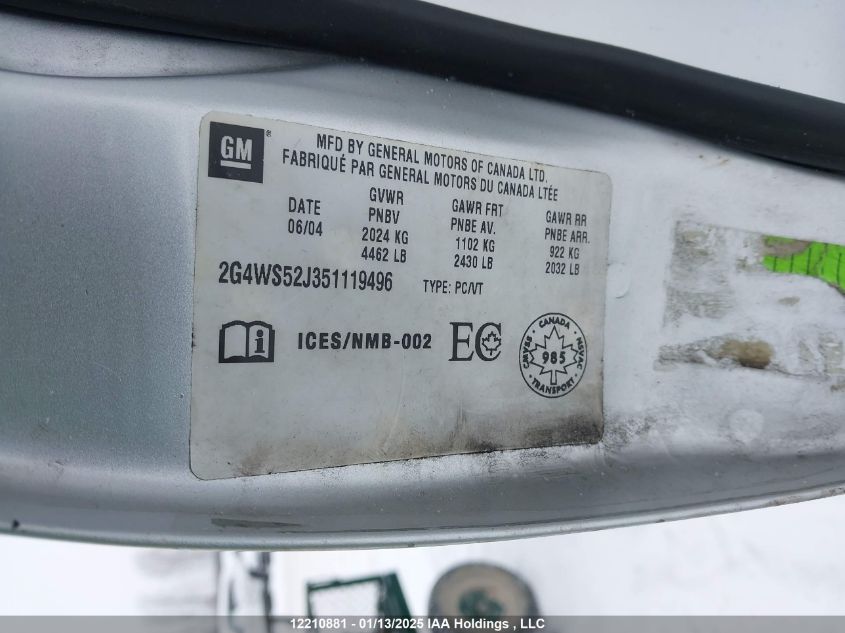 GM ®
MFD BY GENERAL MOTORS OF CANADA LTD.
FABRIQUÉ PAR GENERAL MOTORS DU CANADA LTÉE
DATE
06/04
GVWR
PNBV
2024 KG
4462 LB
GAWR FRT
PNBE AV.
1102 KG
2430 LB
GAWR RR
PNBE ARR.
922 KG
2032 LB
2G4WS52J351119496 TYPE: PC/VT
i ICES/NMB-002 EC
CANADA
CMVSS
NSVAC
985
TRANSPORT
12210881 - 01/13/2025 IAA Holdings , LLC